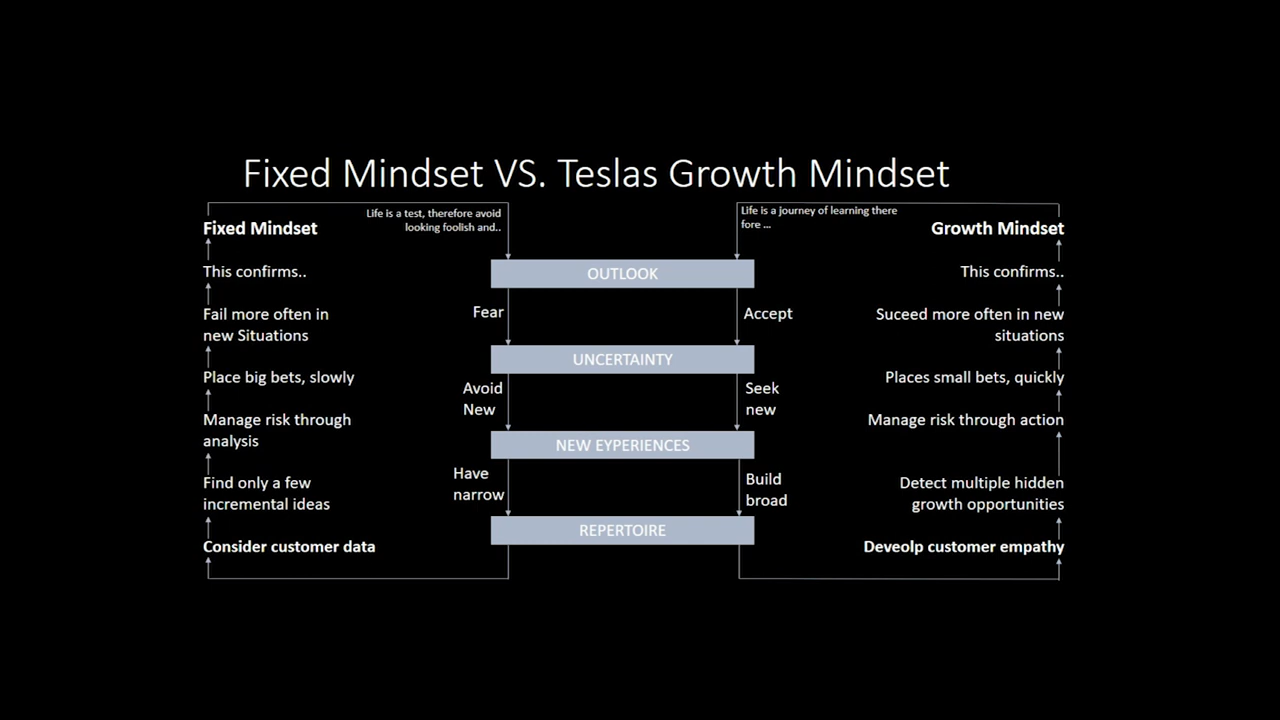 Fixed Mindset VS. Teslas Growth Mindset
Fixed Mindset
Life is a test, therefore avoid
looking foolish and..
Life is a journey of learning there
fore ...
Growth Mindset
This confirms..
OUTLOOK
This confirms..
Fail more often in
new Situations
Fear
Accept
Suceed more often in new
situations
UNCERTAINTY
Place big bets, slowly
Avoid
New
Seek
new
Places small bets, quickly
Manage risk through
analysis
NEW EYPERIENCES
Manage risk through action
Find only a few
incremental ideas
Have
narrow
Build
broad
Detect multiple hidden
growth opportunities
REPERTOIRE
Consider customer data
Deveolp customer empathy